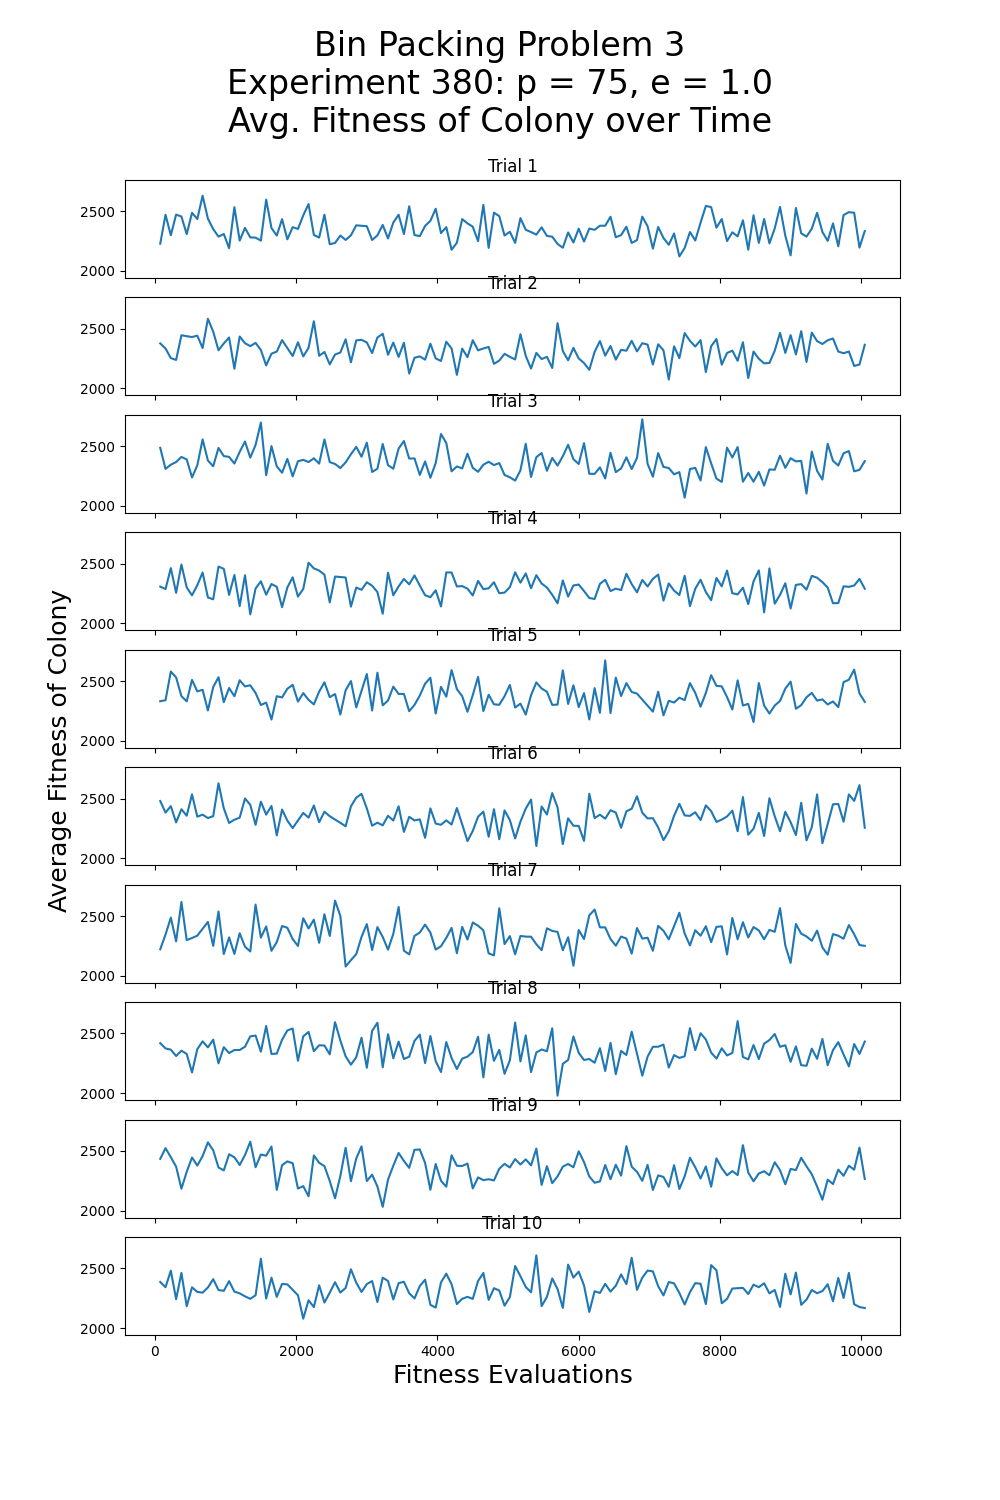 Bin Packing Problem 3
Experiment 380: p = 75, e = 1.0
Avg. Fitness of Colony over Time
Average Fitness of Colony
Trial 1
2500
2000
Trial 2
2500
2000
Trial 3
2500
2000
Trial 4
2500
2000
Trial 5
2500
2000
Trial 6
2500
2000
Trial 7
2500
2000
Trial 8
2500
2000
Trial 9
2500
2000
Trial 10
2500
2000
0 2000 4000 6000 8000 10000
Fitness Evaluations